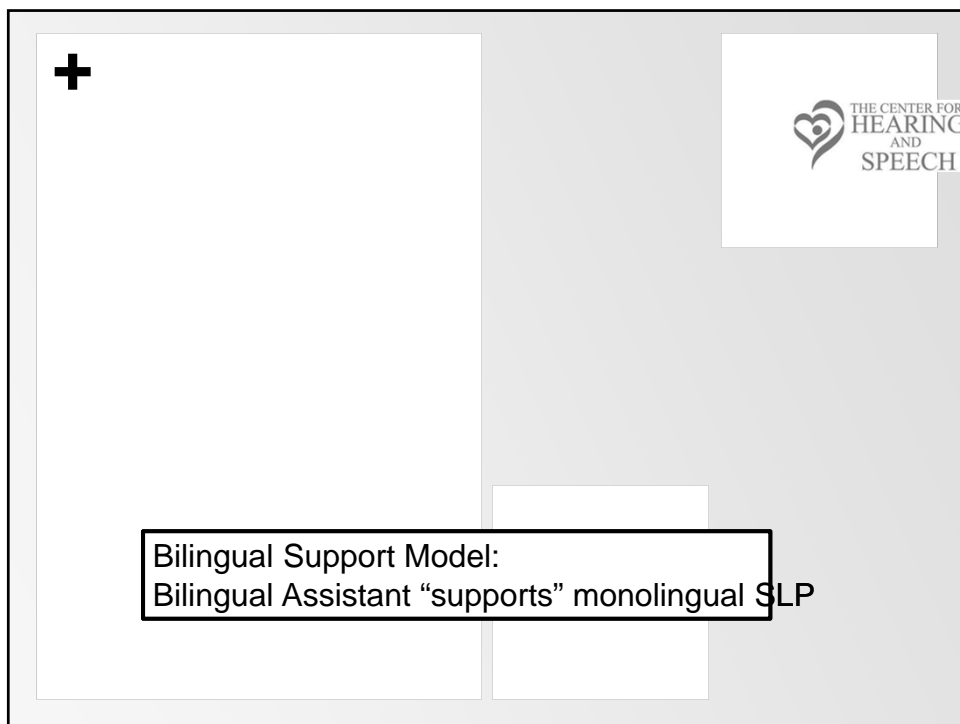 +
THE CENTER FOR
HEARING
AND
SPEECH
Bilingual Support Model:
Bilingual Assistant “supports” monolingual SLP